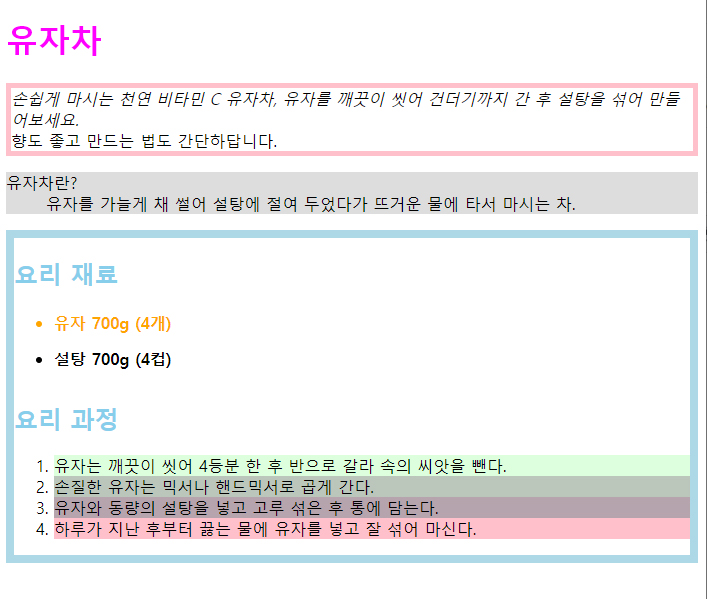 유자차
손쉽게 마시는 천연 비타민 C 유자차, 유자를 깨끗이 씻어 건더기까지 간 후 설탕을 섞어 만들
어보세요.
향도 좋고 만드는 법도 간단하답니다.
유자차란?
유자를 가늘게 채 썰어 설탕에 절여 두었다가 뜨거운 물에 타서 마시는 차.
요리 재료
• 유자 700g (4개)
• 설탕 700g (4컵)
요리 과정
1. 유자는 깨끗이 씻어 4등분 한 후 반으로 갈라 속의 씨앗을 뺀다.
2. 손질한 유자는 믹서나 핸드믹서로 곱게 간다.
3. 유자와 동량의 설탕을 넣고 고루 섞은 후 통에 담는다.
4. 하루가 지난 후부터 끓는 물에 유자를 넣고 잘 섞어 마신다.